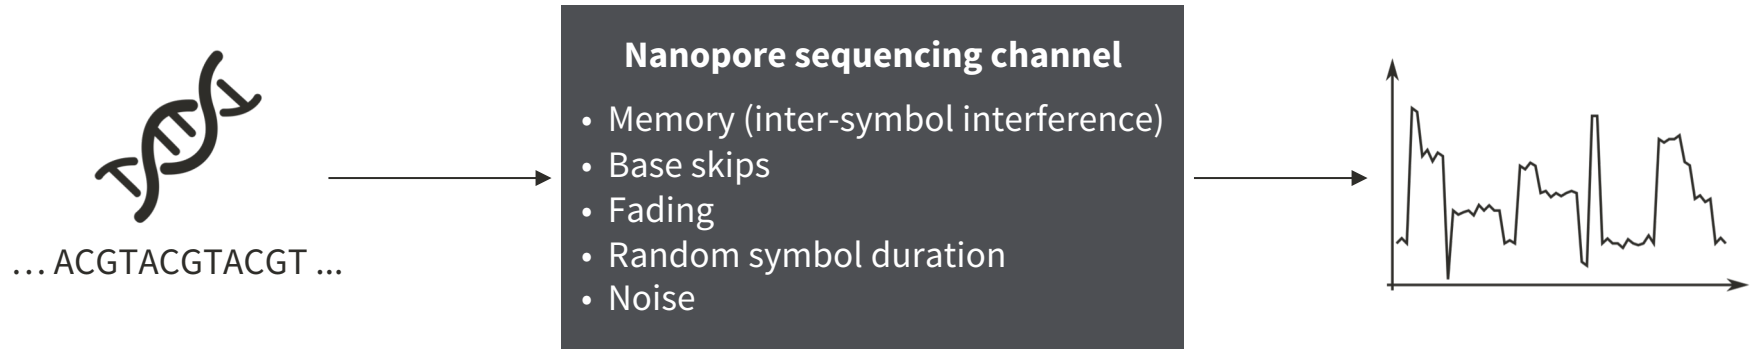 Nanopore sequencing channel
• Memory (inter-symbol interference)
• Base skips
• Fading
• Random symbol duration
• Noise
... ACGTACGTACGT ...